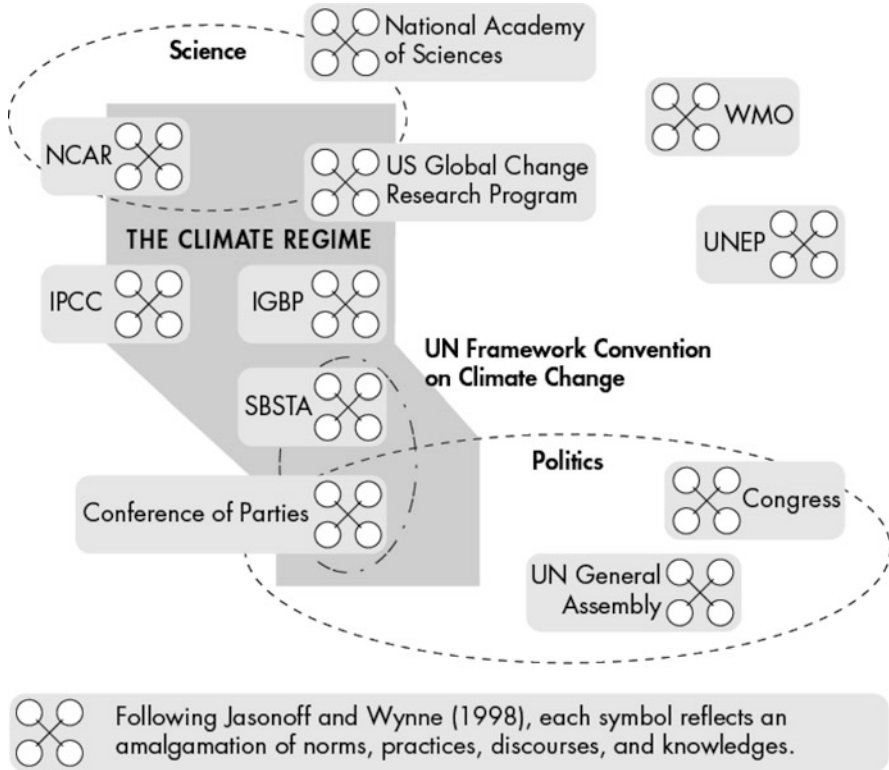 Science
National Academy
of Sciences
WMO
NCAR
US Global Change
Research Program
UNEP
THE CLIMATE REGIME
IPCC
IGBP
UN Framework Convention
on Climate Change
SBSTA
Politics
Conference of Parties
Congress
UN General
Assembly
Following Jasonoff and Wynne (1998), each symbol reflects an
amalgamation of norms, practices, discourses, and knowledges.